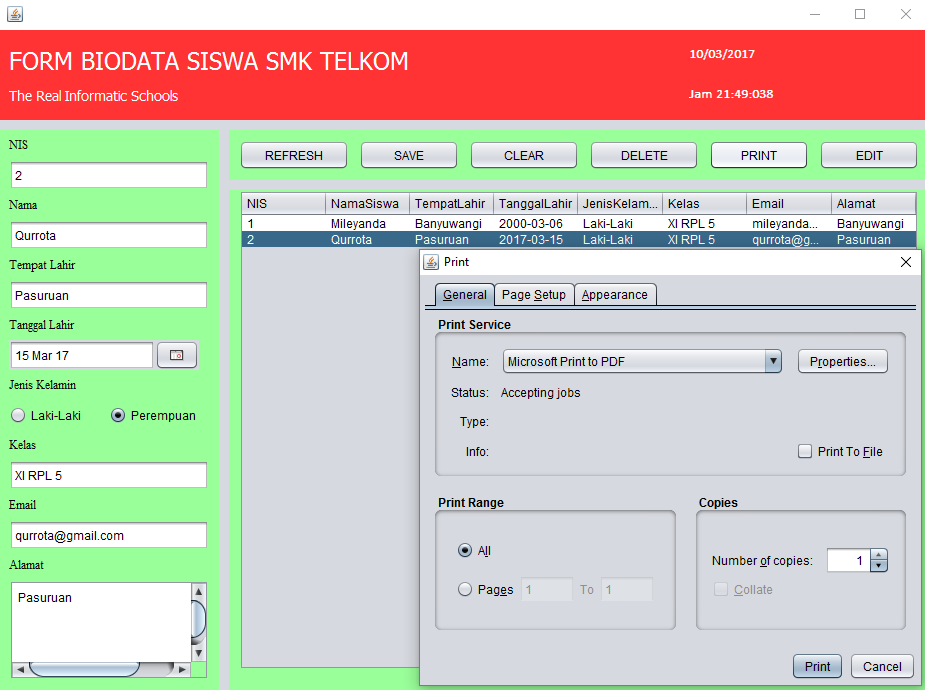 FORM BIODATA SISWA SMK TELKOM
10/03/2017
The Real Informatic Schools
Jam 21:49:038
NIS
2
Nama
Qurrota
Tempat Lahir
Pasuruan
Tanggal Lahir
15 Mar 17
Jenis Kelamin
Laki-Laki Perempuan
Kelas
XI RPL 5
Email
qurrota@gmail.com
Alamat
Pasuruan
REFRESH SAVE CLEAR DELETE PRINT EDIT
NIS NamaSiswa TempatLahir TanggalLahir JenisKelam... Kelas Email Alamat
1 Mileyanda Banyuwangi 2000-03-06 Laki-Laki XI RPL 5 mileyanda... Banyuwangi
2 Qurrota Pasuruan 2017-03-15 Laki-Laki XI RPL 5 qurrota@g... Pasuruan
Print
General Page Setup Appearance
Print Service
Name: Microsoft Print to PDF Properties...
Status: Accepting jobs
Type:
Info: Print To File
Print Range
All
Pages 1 To 1
Copies
Number of copies: 1
Collate
Print Cancel